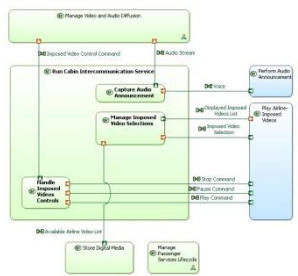 Manage Video and Audio Diffusion
Imposed Video Control Command
Audio Stream
Run Cabin Intercommunication Service
Capture Audio
Announcement
Voice
Perform Audio
Announcement
Manage Imposed
Video Selections
Displayed Imposed
Videos List
Imposed Video
Selection
Play Airline-
Imposed
Videos
Handle
Imposed
Videos
Controls
Stop Command
Pause Command
Play Command
Available Airline Video List
Store Digital Media
Manage
Passenger
Services Lifecycle